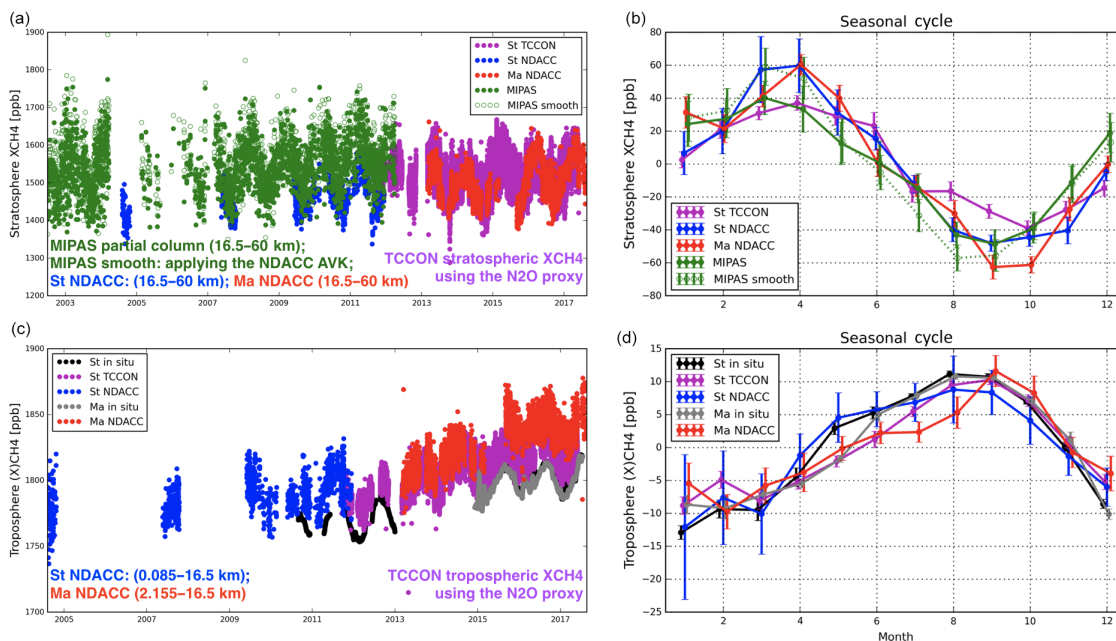 (a)
1900
1800
1700
1600
1500
1400
1300
1200
Stratosphere XCH4 [ppb]
St TCCON
St NDACC
Ma NDACC
MIPAS
MIPAS smooth
MIPAS partial column (16.5–60 km);
MIPAS smooth: applying the NDACC AVK;
St NDACC: (16.5–60 km); Ma NDACC (16.5–60 km)
TCCON stratospheric XCH4
using the N2O proxy
2003 2005 2007 2009 2011 2013 2015 2017
(b)
Seasonal cycle
80
60
40
20
0
−20
−40
−60
−80
Stratosphere XCH4 [ppb]
St TCCON
St NDACC
Ma NDACC
MIPAS
MIPAS smooth
2 4 6 8 10 12
(c)
1900
1850
1800
1750
1700
Troposphere (X)CH4 [ppb]
St in situ
St TCCON
St NDACC
Ma in situ
Ma NDACC
St NDACC: (0.085–16.5 km);
Ma NDACC (2.155–16.5 km)
TCCON tropospheric XCH4
using the N2O proxy
2005 2007 2009 2011 2013 2015 2017
(d)
Seasonal cycle
15
10
5
0
−5
−10
−15
−20
−25
Troposphere (X)CH4 [ppb]
St in situ
St TCCON
St NDACC
Ma in situ
Ma NDACC
2 4 6 8 10 12
Month